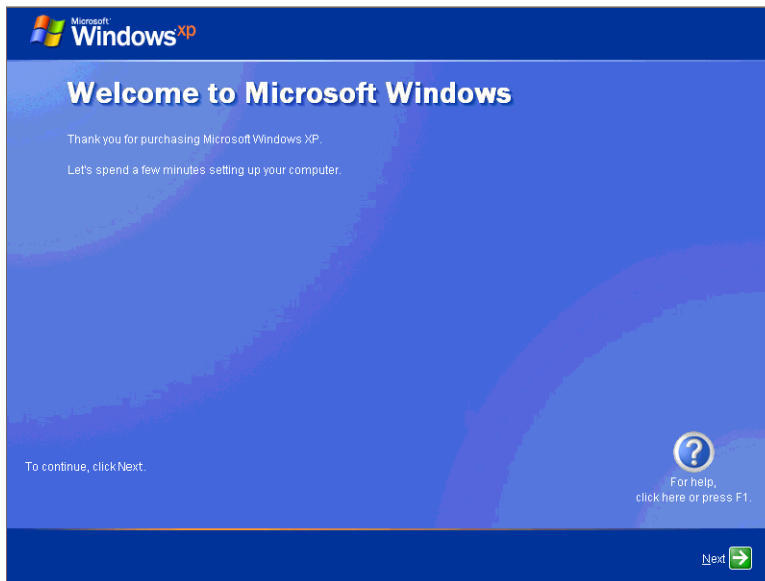 Microsoft®
Windows xp
Welcome to Microsoft Windows
Thank you for purchasing Microsoft Windows XP.
Let's spend a few minutes setting up your computer.
To continue, click Next.
?
For help,
click here or press F1.
Next